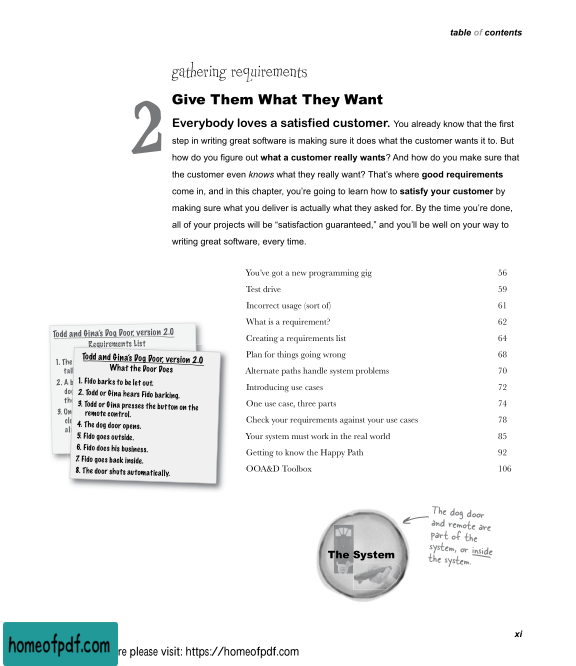 table of contents
gathering requirements
2
Give Them What They Want
Everybody loves a satisfied customer. You already know that the first
step in writing great software is making sure it does what the customer wants it to. But
how do you figure out what a customer really wants? And how do you make sure that
the customer even knows what they really want? That's where good requirements
come in, and in this chapter, you're going to learn how to satisfy your customer by
making sure what you deliver is actually what they asked for. By the time you're done,
all of your projects will be “satisfaction guaranteed,” and you'll be well on your way to
writing great software, every time.
You've got a new programming gig 56
Test drive 59
Incorrect usage (sort of) 61
What is a requirement? 62
Creating a requirements list 64
Plan for things going wrong 68
Alternate paths handle system problems 70
Introducing use cases 72
One use case, three parts 74
Check your requirements against your use cases 78
Your system must work in the real world 85
Getting to know the Happy Path 92
OOA&D Toolbox 106
Todd and Gina's Dog Door, version 2.0
Requirements List
1. The
2. A b
3. On
Todd and Gina's Dog Door, version 2.0
What the Door Does
1. Fido barks to be let out.
2. Todd or Gina hears Fido barking.
3. Todd or Gina presses the button on the
remote control.
4. The dog door opens.
5. Fido goes outside.
6. Fido does his business.
7. Fido goes back inside.
8. The door shuts automatically.
The System
The dog door
and remote are
part of the
system, or inside
the system.
xi
homeofpdf.com
re please visit: https://homeofpdf.com